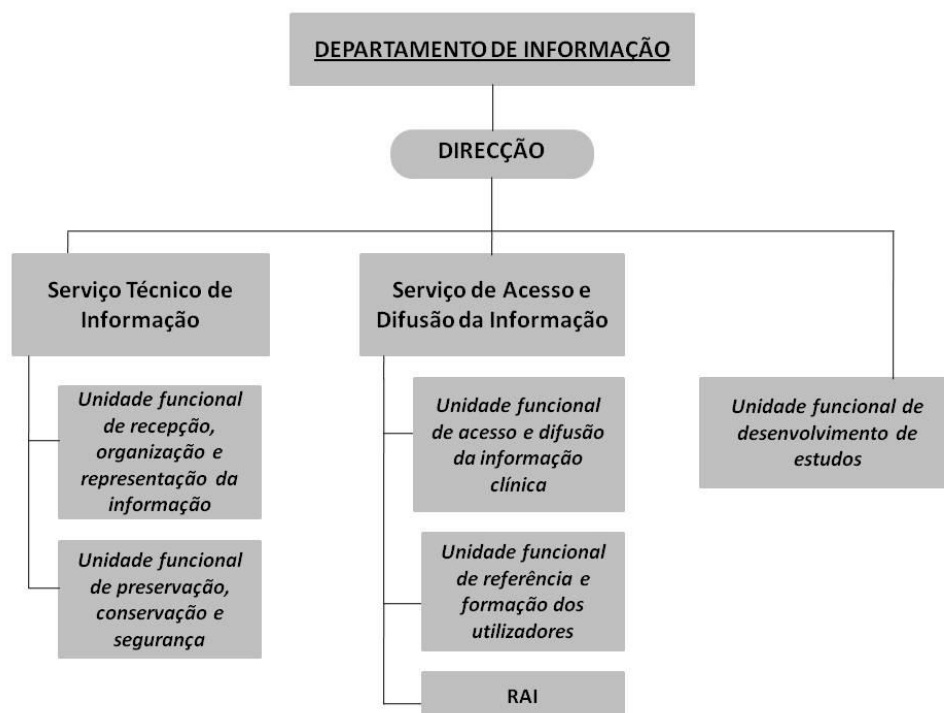 DEPARTAMENTO DE INFORMAÇÃO
DIRECÇÃO
Serviço Técnico de
Informação
Unidade funcional
de recepção,
organização e
representação da
informação
Unidade funcional
de preservação,
conservação e
segurança
Serviço de Acesso e
Difusão da Informação
Unidade funcional
de acesso e difusão
da informação
clínica
Unidade funcional
de referência e
formação dos
utilizadores
RAI
Unidade funcional de
desenvolvimento de
estudos